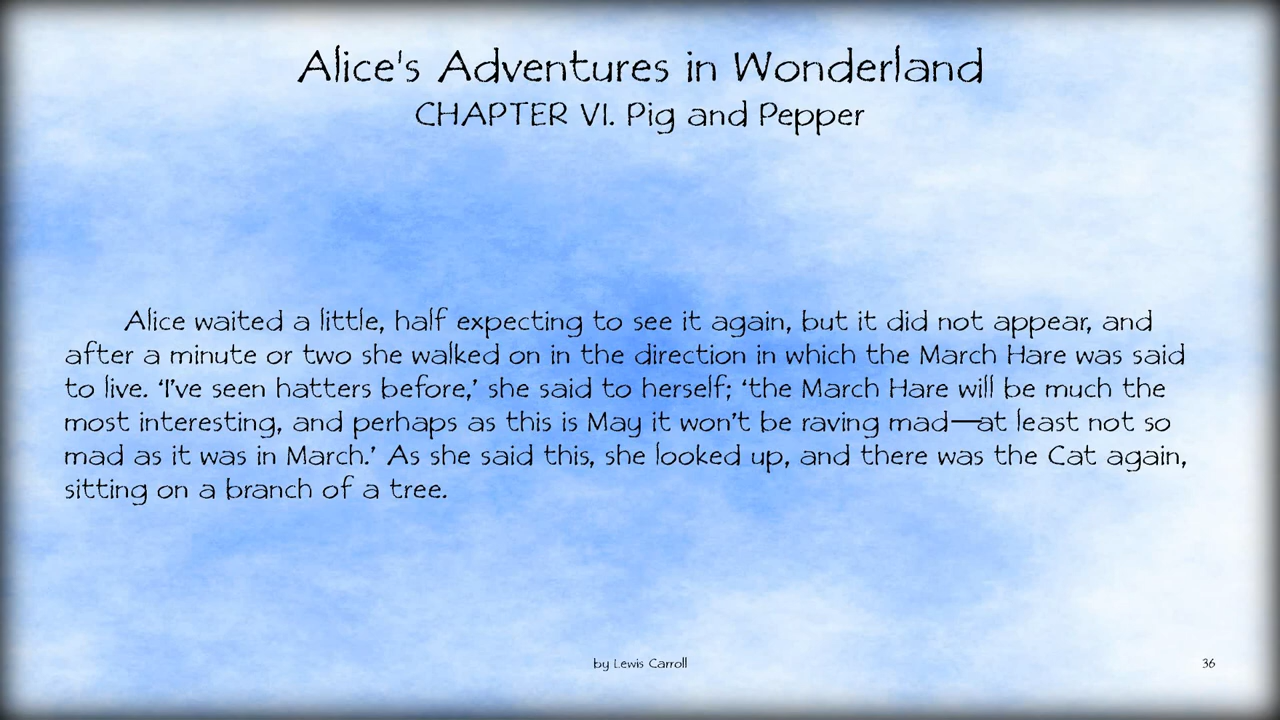 Alice's Adventures in Wonderland
CHAPTER VI. Pig and Pepper
Alice waited a little, half expecting to see it again, but it did not appear, and
after a minute or two she walked on in the direction in which the March Hare was said
to live. ‘I’ve seen hatters before,’ she said to herself; ‘the March Hare will be much the
most interesting, and perhaps as this is May it won’t be raving mad—at least not so
mad as it was in March.’ As she said this, she looked up, and there was the Cat again,
sitting on a branch of a tree.
by Lewis Carroll
36